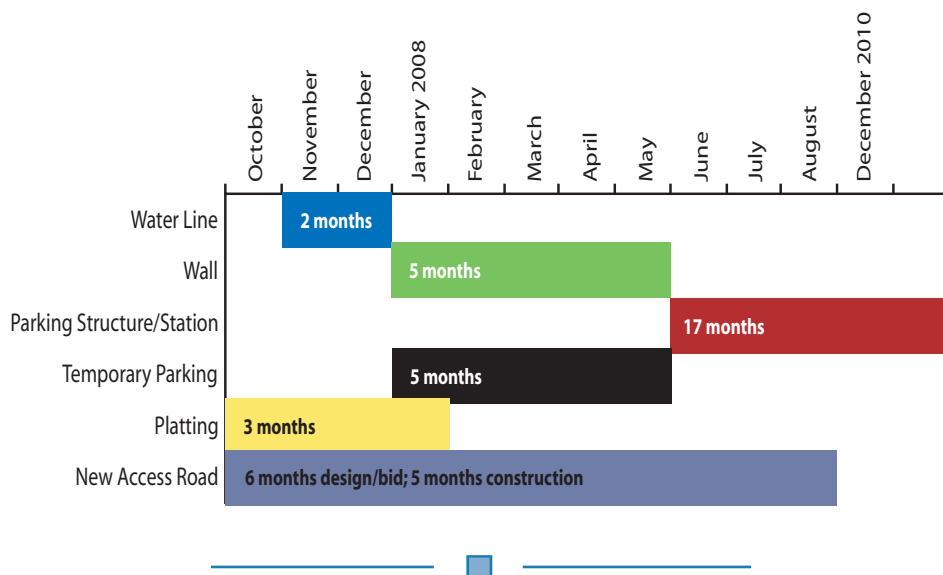 October
November
December
January 2008
February
March
April
May
June
July
August
December 2010
Water Line
2 months
Wall
5 months
Parking Structure/Station
17 months
Temporary Parking
5 months
Platting
3 months
New Access Road
6 months design/bid; 5 months construction